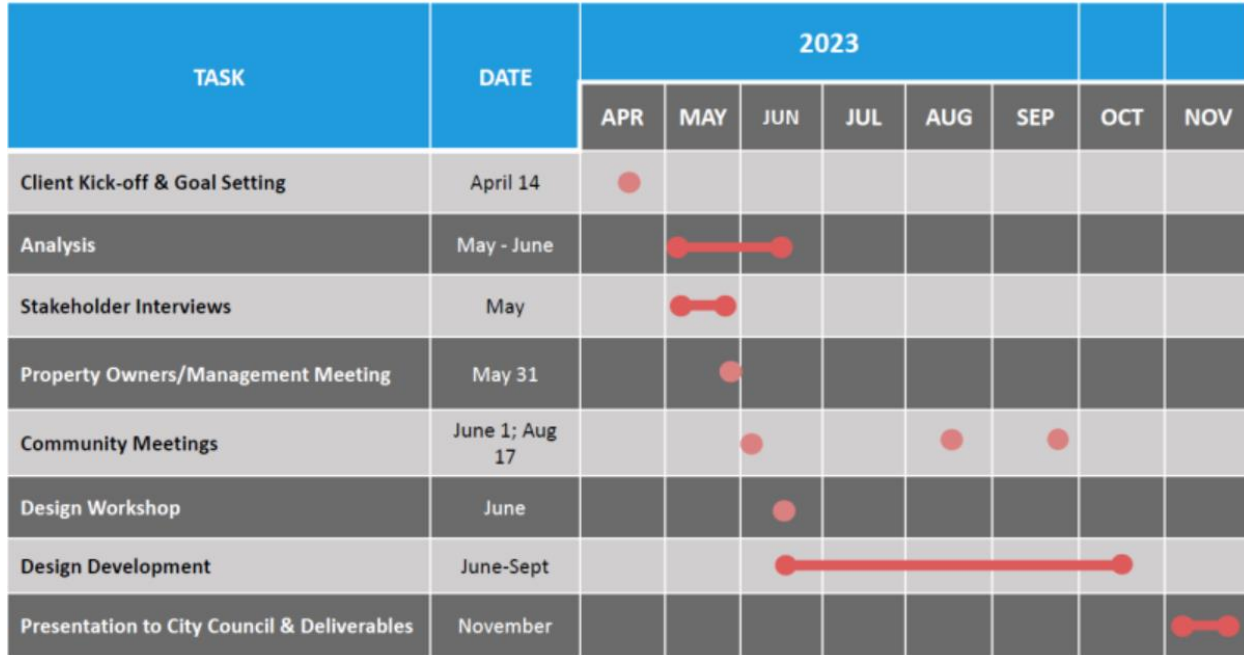 TASK
DATE
2023
APR
MAY
JUN
JUL
AUG
SEP
OCT
NOV
Client Kick-off & Goal Setting
April 14
Analysis
May - June
Stakeholder Interviews
May
Property Owners/Management Meeting
May 31
Community Meetings
June 1; Aug
17
Design Workshop
June
Design Development
June-Sept
Presentation to City Council & Deliverables
November